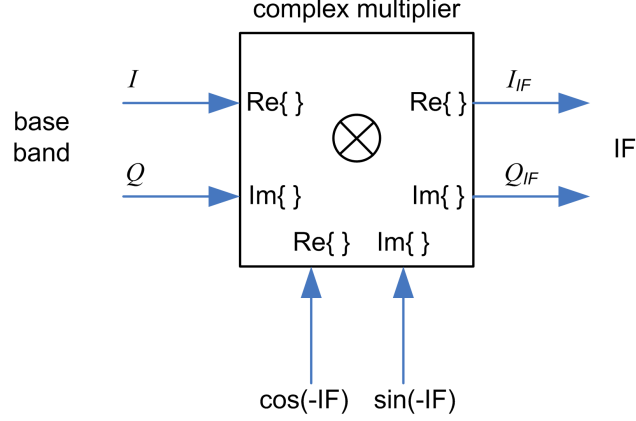 complex multiplier
I
I_IF
Re{ }
Re{ }
base
band
IF
Q
Q_IF
Im{ }
Im{ }
Re{ } Im{ }
cos(-IF) sin(-IF)